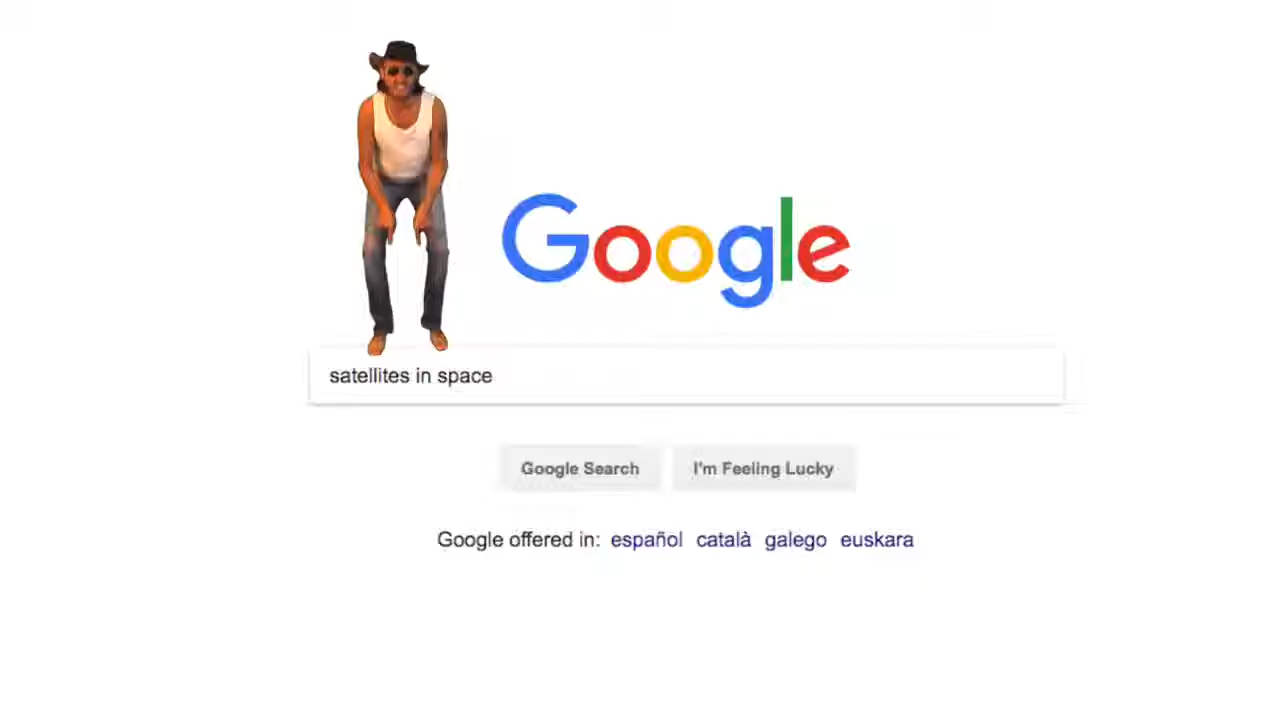 Google
satellites in space
Google Search I'm Feeling Lucky
Google offered in: español català galego euskara